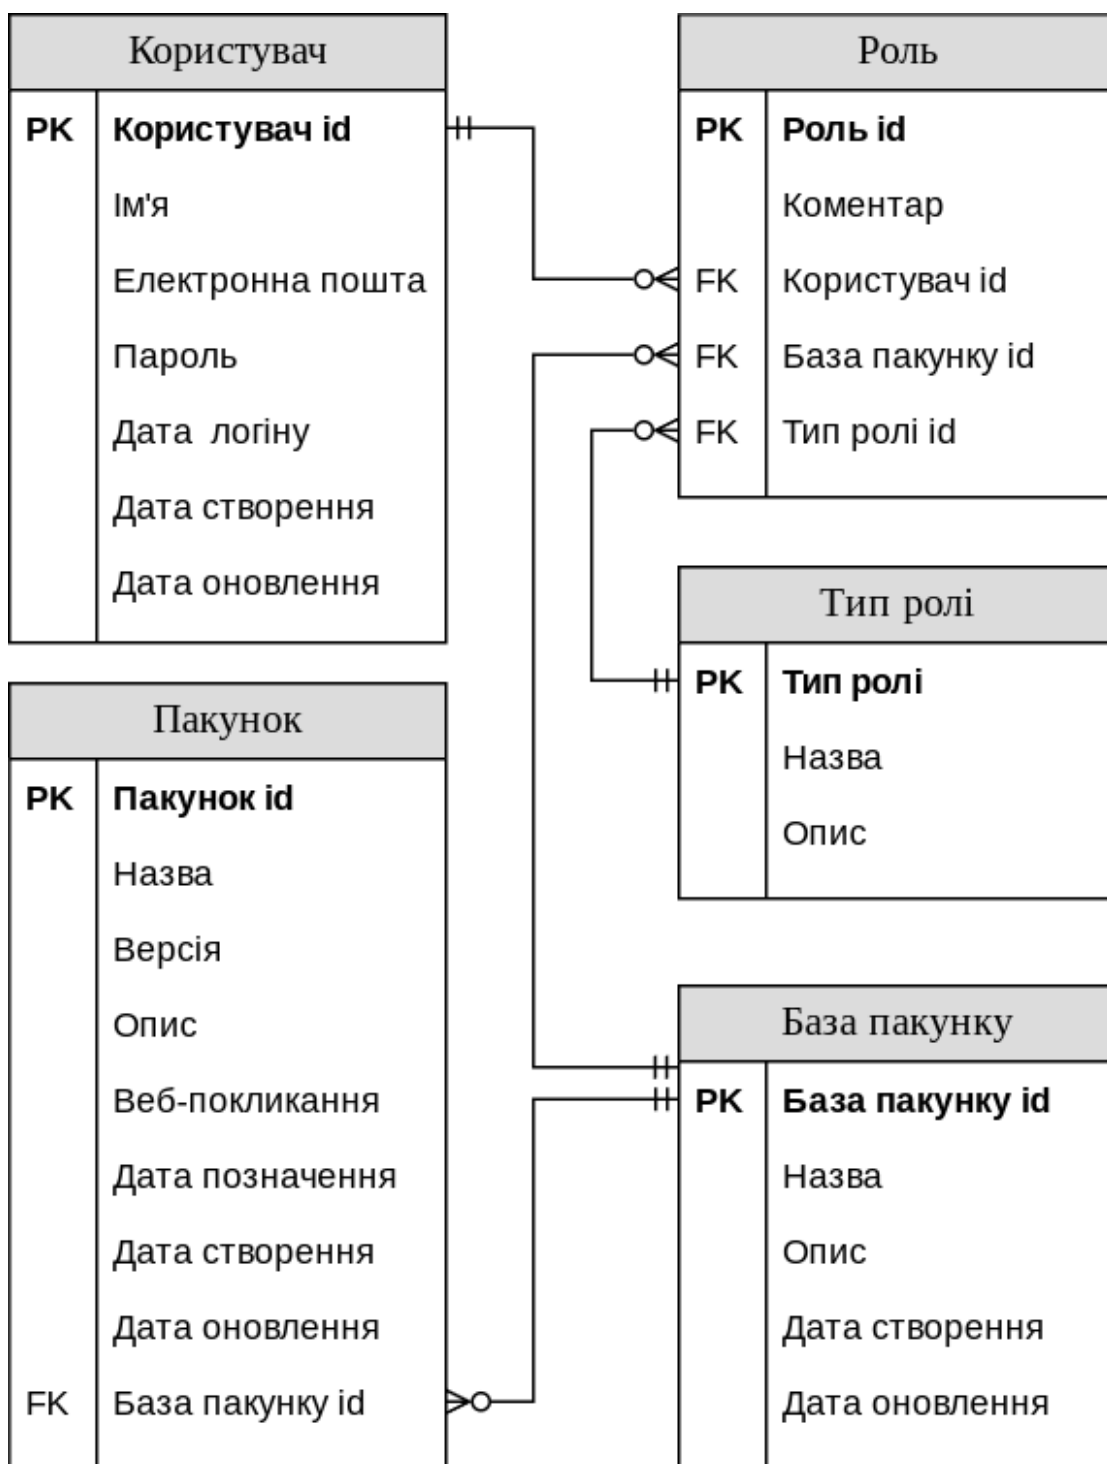 Користувач
PK Користувач id
Ім'я
Електронна пошта
Пароль
Дата логіну
Дата створення
Дата оновлення
Роль
PK Роль id
Коментар
FK Користувач id
FK База пакунку id
FK Тип ролі id
Тип ролі
PK Тип ролі
Назва
Опис
Пакунок
PK Пакунок id
Назва
Версія
Опис
Веб-покликання
Дата позначення
Дата створення
Дата оновлення
FK База пакунку id
База пакунку
PK База пакунку id
Назва
Опис
Дата створення
Дата оновлення